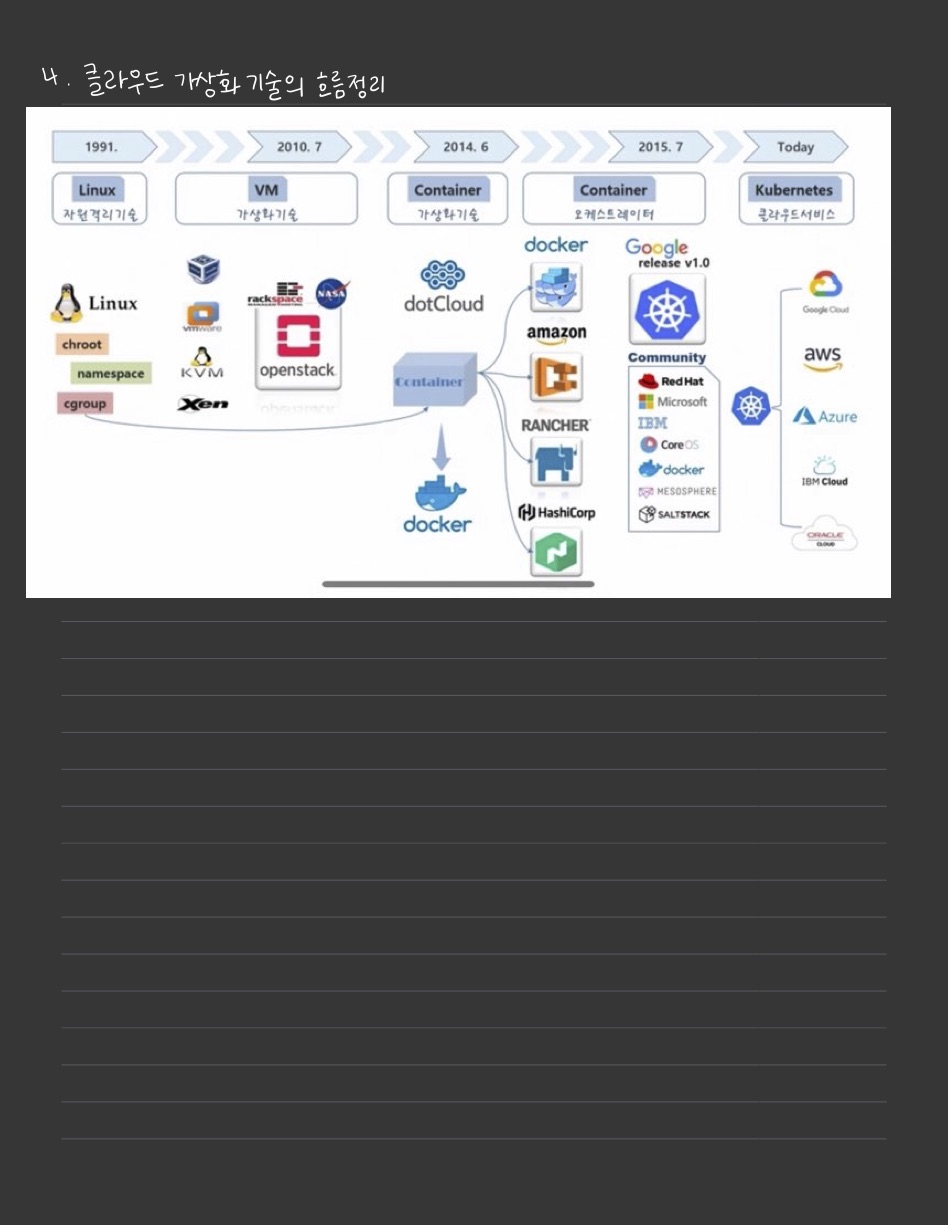 4. 클라우드 가상화 기술의 흐름정리
1991.
2010. 7
2014. 6
2015. 7
Today
Linux
자원격리기술
VM
가상화기술
Container
가상화기술
Container
오케스트레이터
Kubernetes
클라우드서비스
Linux
chroot
namespace
cgroup
vmware
KVM
Xen
rackspace
NASA
openstack
dotCloud
Container
docker
docker
amazon
RANCHER
HashiCorp
Google
release v1.0
Community
Red Hat
Microsoft
IBM
CoreOS
docker
MESOSPHERE
SALTSTACK
Google Cloud
aws
Azure
IBM Cloud
ORACLE
CLOUD